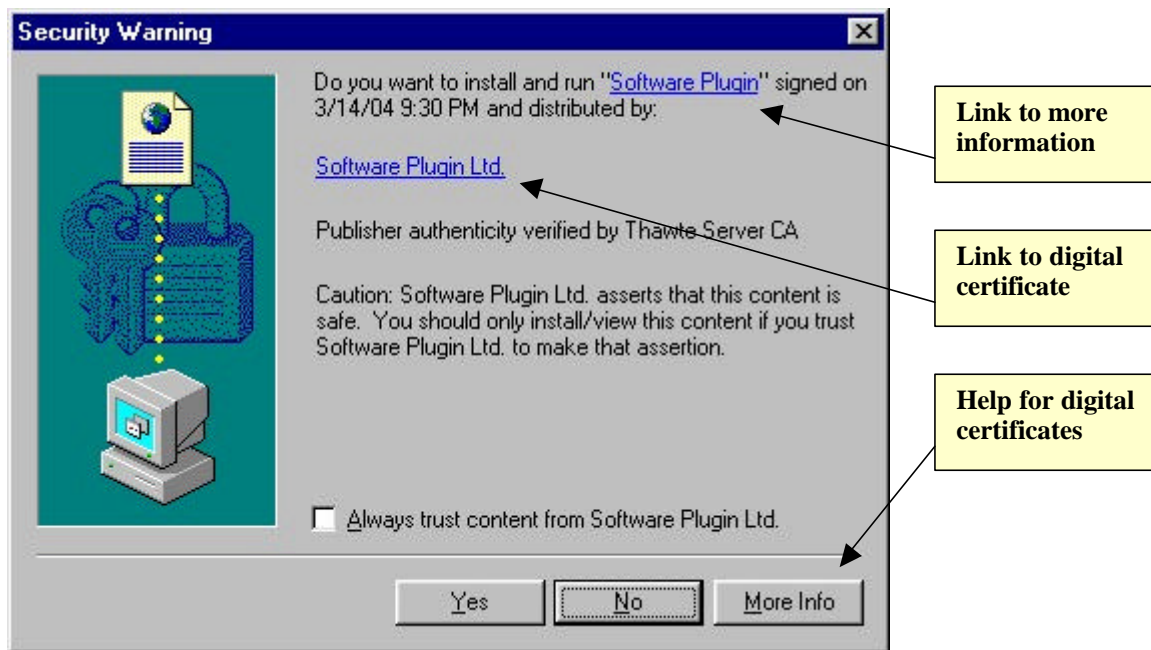 Security Warning
Do you want to install and run "Software Plugin" signed on
3/14/04 9:30 PM and distributed by:
Software Plugin Ltd.
Publisher authenticity verified by Thawte Server CA
Caution: Software Plugin Ltd. asserts that this content is
safe.  You should only install/view this content if you trust
Software Plugin Ltd. to make that assertion.
Always trust content from Software Plugin Ltd.
Yes
No
More Info
Link to more
information
Link to digital
certificate
Help for digital
certificates